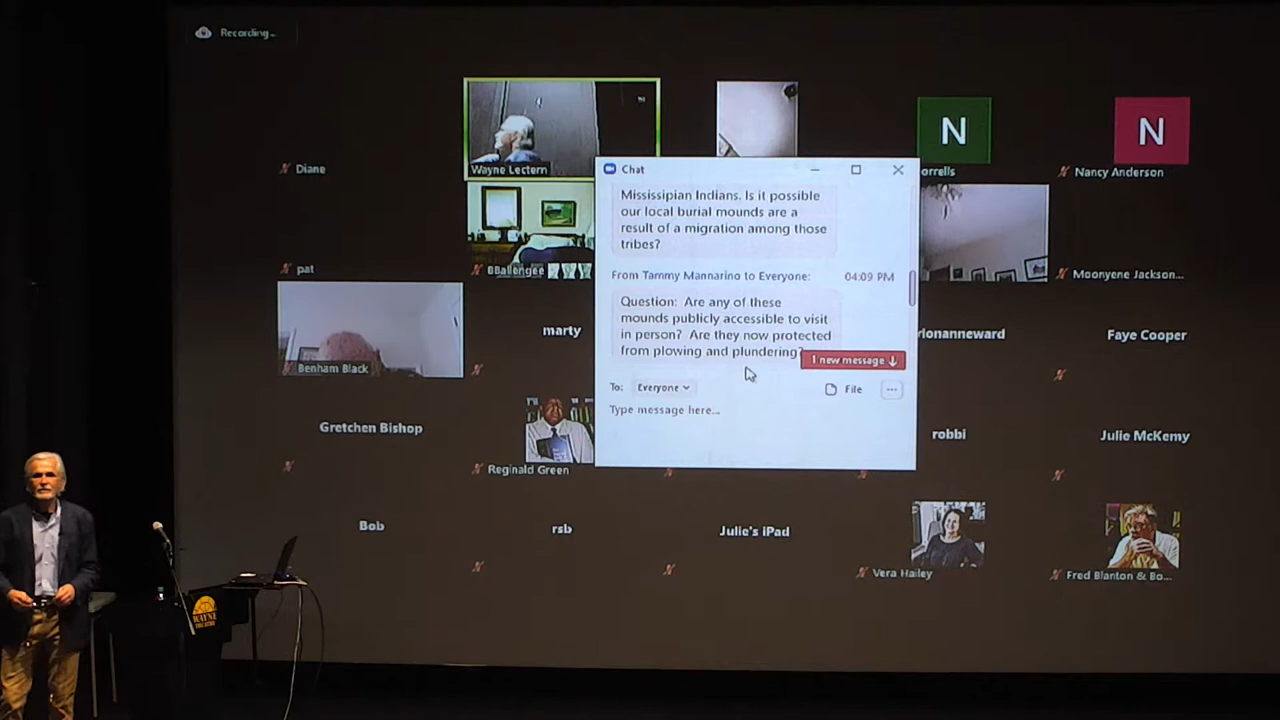 Recording...
N
N
Diane
Wayne Lectern
orrells
Nancy Anderson
Chat
Mississipian Indians. Is it possible
our local burial mounds are a
result of a migration among those
tribes?
From Tammy Mannarino to Everyone:
04:09 PM
Question: Are any of these
mounds publicly accessible to visit
in person? Are they now protected
from plowing and plundering?
1 new message
To: Everyone
File
...
Type message here...
pat
BBallengee
Moonyene Jackson...
Benham Black
marty
rionanneward
Faye Cooper
Gretchen Bishop
Reginald Green
robbi
Julie McKemy
Bob
rsb
Julie's iPad
Vera Hailey
Fred Blanton & Bo...
WAYNE
THEATRE